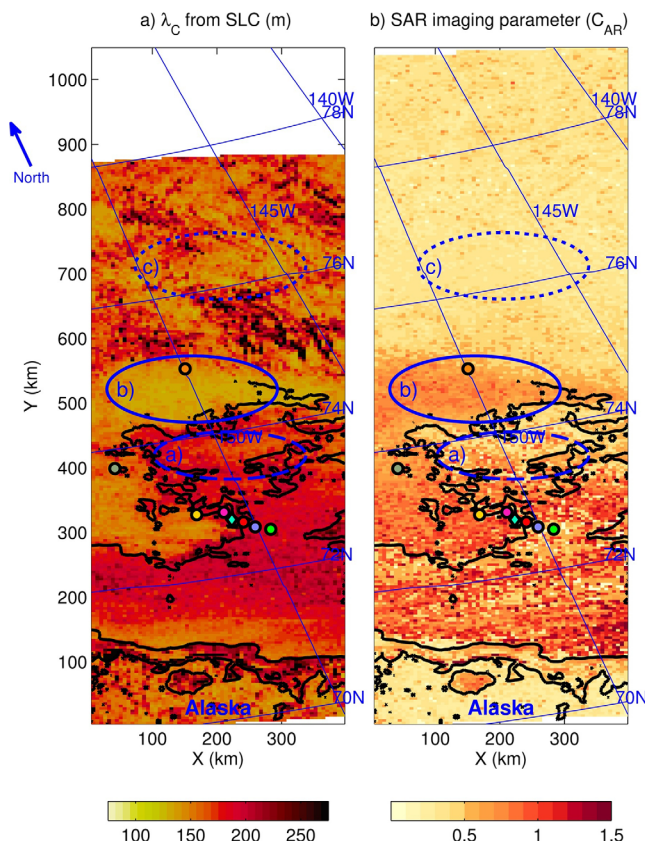 a) λ_C from SLC (m)
b) SAR imaging parameter (C_AR)
North
Y (km)
1000
900
800
700
600
500
400
300
200
100
140W
78N
145W
76N
c)
b)
74N
150W
a)
72N
70N
Alaska
100 200 300
X (km)
140W
78N
145W
76N
c)
b)
74N
150W
a)
72N
70N
Alaska
100 200 300
X (km)
100 150 200 250
0.5 1 1.5